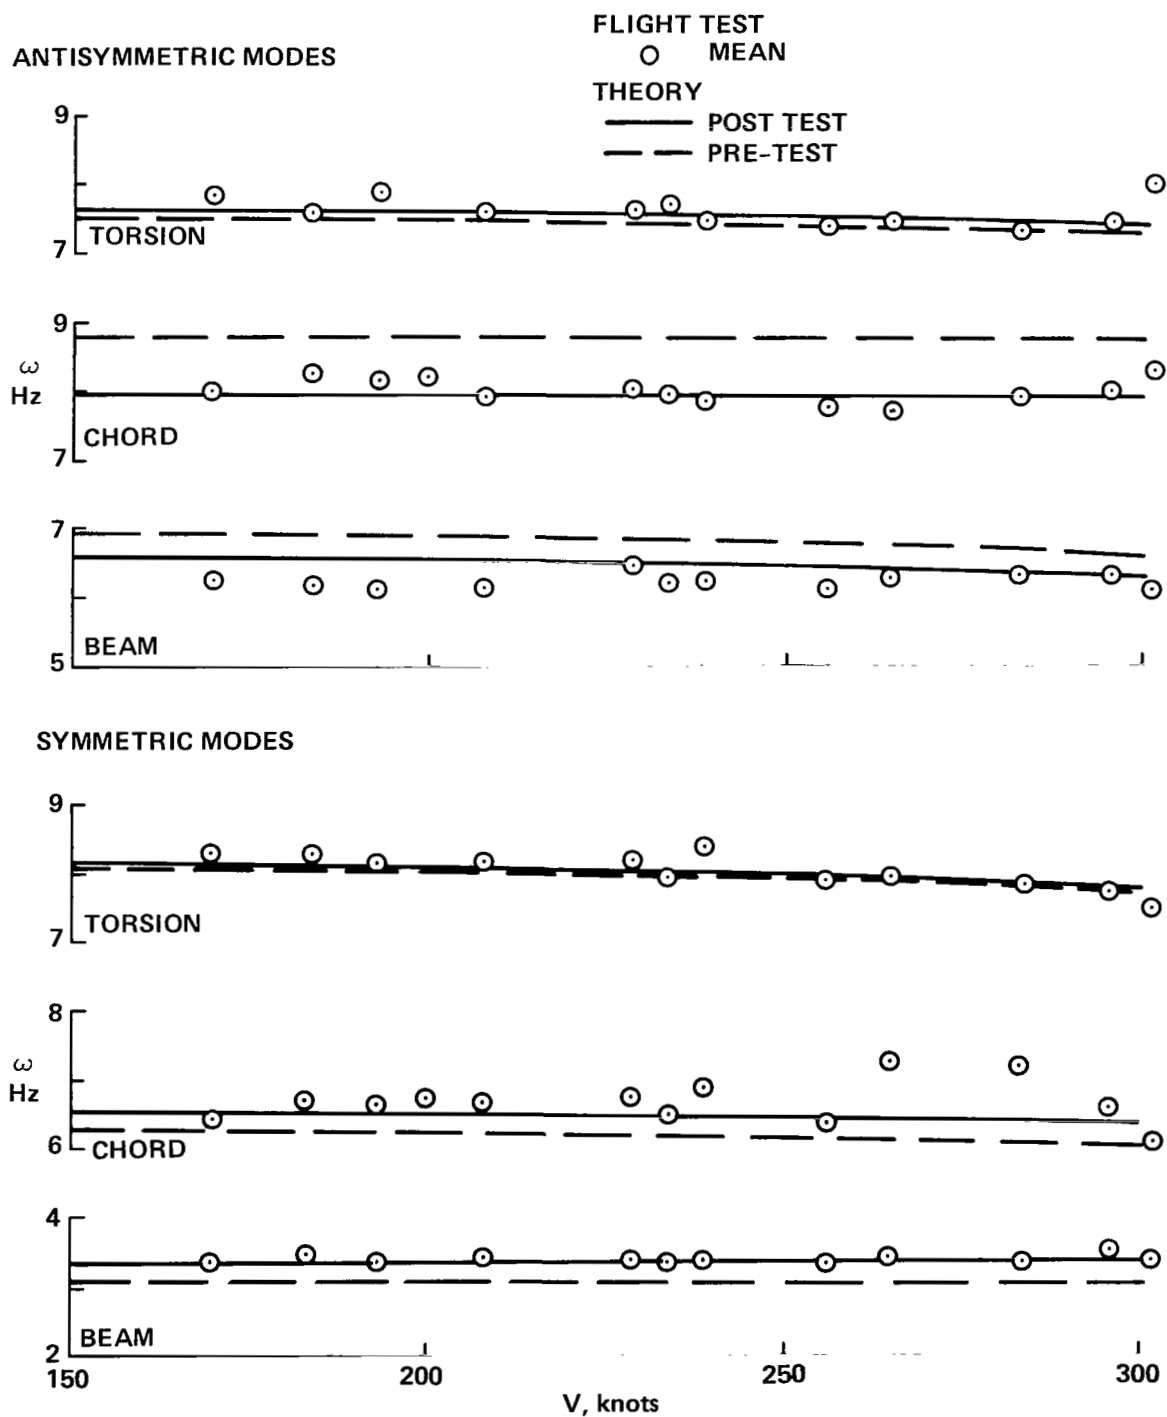 FLIGHT TEST
MEAN
ANTISYMMETRIC MODES
THEORY
POST TEST
PRE-TEST
9
TORSION
7
9
ω
Hz
CHORD
7
7
BEAM
5
SYMMETRIC MODES
9
TORSION
7
8
ω
Hz
CHORD
6
4
BEAM
2
150
200
250
300
V, knots